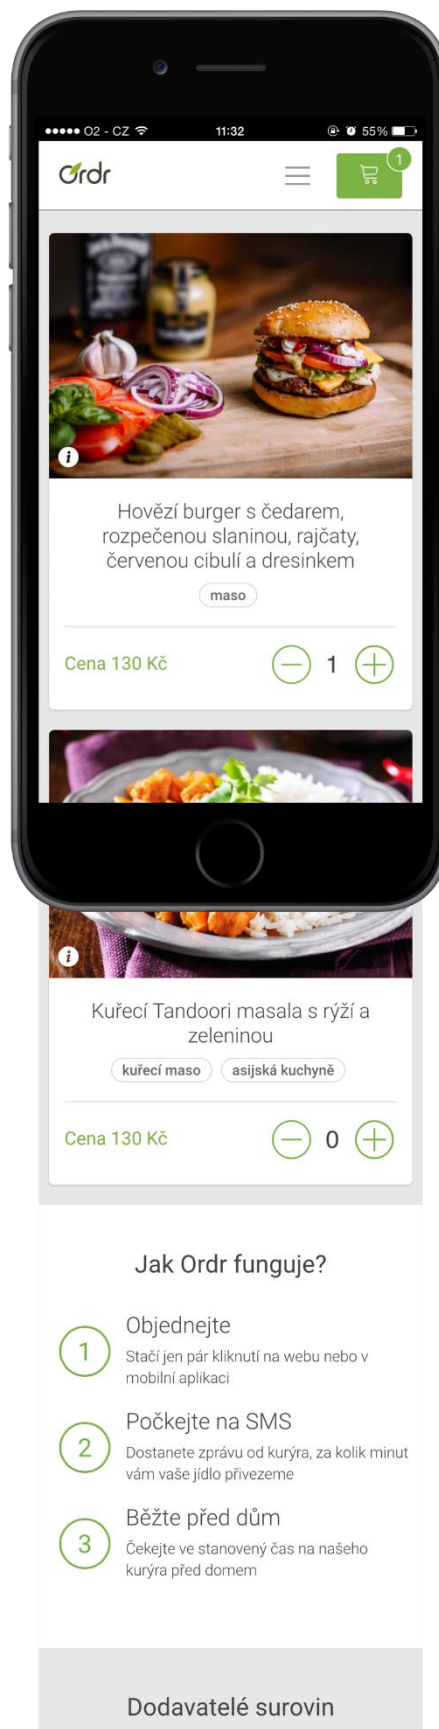 O2 - CZ 11:32 55%
Ordr 1
Hovězí burger s čedarem,
rozpečenou slaninou, rajčaty,
červenou cibulí a dresinkem
maso
Cena 130 Kč 1
Kuřecí Tandoori masala s rýží a
zeleninou
kuřecí maso asijská kuchyně
Cena 130 Kč 0
Jak Ordr funguje?
1 Objednejte
Stačí jen pár kliknutí na webu nebo v
mobilní aplikaci
2 Počkejte na SMS
Dostanete zprávu od kurýra, za kolik minut
vám vaše jídlo přivezeme
3 Běžte před dům
Čekejte ve stanovený čas na našeho
kurýra před domem
Dodavatelé surovin